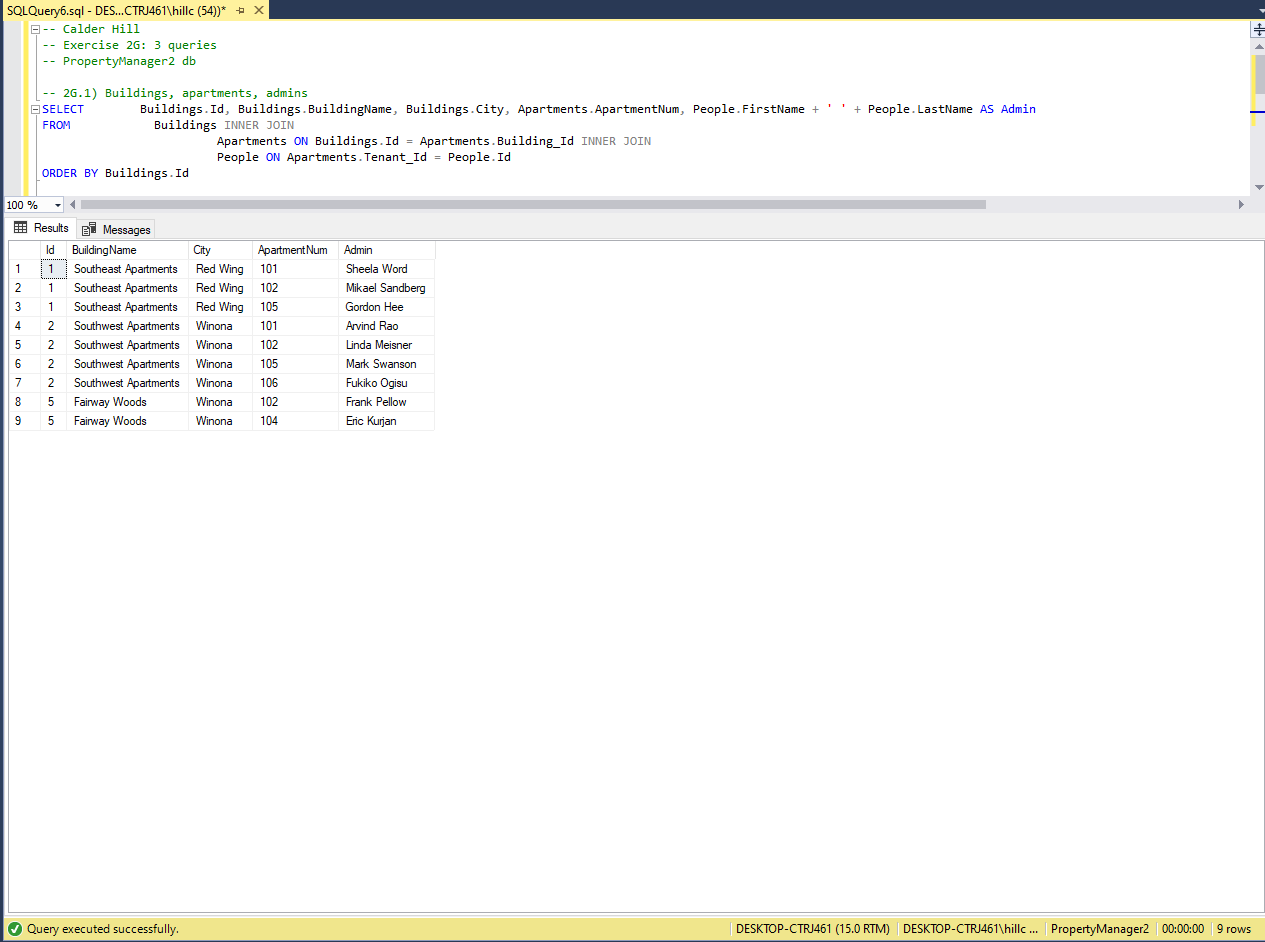 SQLQuery6.sql - DES...CTRJ461\hillc (54))*
-- Calder Hill
-- Exercise 2G: 3 queries
-- PropertyManager2 db
-- 2G.1) Buildings, apartments, admins
SELECT Buildings.Id, Buildings.BuildingName, Buildings.City, Apartments.ApartmentNum, People.FirstName + ' ' + People.LastName AS Admin
FROM Buildings INNER JOIN
Apartments ON Buildings.Id = Apartments.Building_Id INNER JOIN
People ON Apartments.Tenant_Id = People.Id
ORDER BY Buildings.Id
100 %
Results Messages
Id BuildingName City ApartmentNum Admin
1 1 Southeast Apartments Red Wing 101 Sheela Word
2 1 Southeast Apartments Red Wing 102 Mikael Sandberg
3 1 Southeast Apartments Red Wing 105 Gordon Hee
4 2 Southwest Apartments Winona 101 Arvind Rao
5 2 Southwest Apartments Winona 102 Linda Meisner
6 2 Southwest Apartments Winona 105 Mark Swanson
7 2 Southwest Apartments Winona 106 Fukiko Ogisu
8 5 Fairway Woods Winona 102 Frank Pellow
9 5 Fairway Woods Winona 104 Eric Kurjan
Query executed successfully. DESKTOP-CTRJ461 (15.0 RTM) DESKTOP-CTRJ461\hillc ... PropertyManager2 00:00:00 9 rows